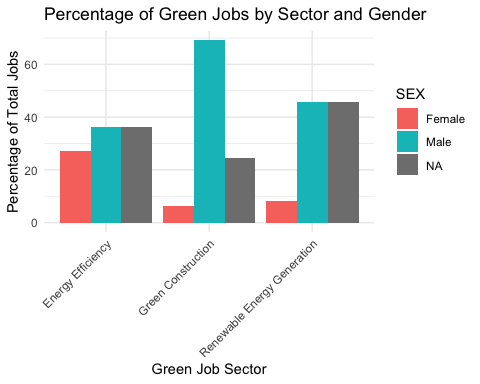 Percentage of Green Jobs by Sector and Gender
Percentage of Total Jobs
60
40
20
0
Energy Efficiency
Green Construction
Renewable Energy Generation
Green Job Sector
SEX
Female
Male
NA